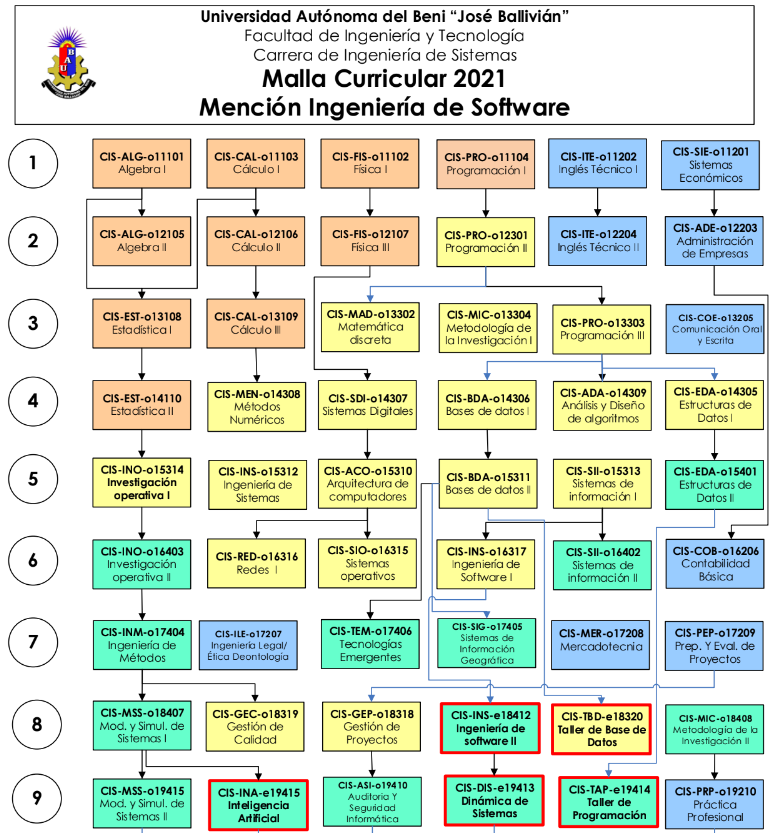 Universidad Autónoma del Beni “José Ballivián”
Facultad de Ingeniería y Tecnología
Carrera de Ingeniería de Sistemas
Malla Curricular 2021
Mención Ingeniería de Software
1
CIS-ALG-o11101
Algebra I
CIS-CAL-o11103
Cálculo I
CIS-FIS-o11102
Física I
CIS-PRO-o11104
Programación I
CIS-ITE-o11202
Inglés Técnico I
CIS-SIE-o11201
Sistemas
Económicos
2
CIS-ALG-o12105
Algebra II
CIS-CAL-o12106
Cálculo II
CIS-FIS-o12107
Física III
CIS-PRO-o12301
Programación II
CIS-ITE-o12204
Inglés Técnico II
CIS-ADE-o12203
Administración
de Empresas
3
CIS-EST-o13108
Estadística I
CIS-CAL-o13109
Cálculo III
CIS-MAD-o13302
Matemática
discreta
CIS-MIC-o13304
Metodología de
la Investigación I
CIS-PRO-o13303
Programación III
CIS-COE-o13205
Comunicación Oral
y Escrita
4
CIS-EST-o14110
Estadística II
CIS-MEN-o14308
Métodos
Numéricos
CIS-SDI-o14307
Sistemas Digitales
CIS-BDA-o14306
Bases de datos I
CIS-ADA-o14309
Análisis y Diseño
de algoritmos
CIS-EDA-o14305
Estructuras de
Datos I
5
CIS-INO-o15314
Investigación
operativa I
CIS-INS-o15312
Ingeniería de
Sistemas
CIS-ACO-o15310
Arquitectura de
computadores
CIS-BDA-o15311
Bases de datos II
CIS-SII-o15313
Sistemas de
información I
CIS-EDA-o15401
Estructuras de
Datos II
6
CIS-INO-o16403
Investigación
operativa II
CIS-RED-o16316
Redes I
CIS-SIO-o16315
Sistemas
operativos
CIS-INS-o16317
Ingeniería de
Software I
CIS-SII-o16402
Sistemas de
información II
CIS-COB-o16206
Contabilidad
Básica
7
CIS-INM-o17404
Ingeniería de
Métodos
CIS-ILE-o17207
Ingeniería Legal/
Ética Deontología
CIS-TEM-o17406
Tecnologías
Emergentes
CIS-SIG-o17405
Sistemas de
Información
Geográfica
CIS-MER-o17208
Mercadotecnia
CIS-PEP-o17209
Prep. Y Eval. de
Proyectos
8
CIS-MSS-o18407
Mod. y Simul. de
Sistemas I
CIS-GEC-o18319
Gestión de
Calidad
CIS-GEP-o18318
Gestión de
Proyectos
CIS-INS-e18412
Ingeniería de
software II
CIS-TBD-e18320
Taller de Base de
Datos
CIS-MIC-o18408
Metodología de la
Investigación II
9
CIS-MSS-o19415
Mod. y Simul. de
Sistemas II
CIS-INA-e19415
Inteligencia
Artificial
CIS-ASI-o19410
Auditoria Y
Seguridad
Informática
CIS-DIS-e19413
Dinámica de
Sistemas
CIS-TAP-e19414
Taller de
Programación
CIS-PRP-o19210
Práctica
Profesional